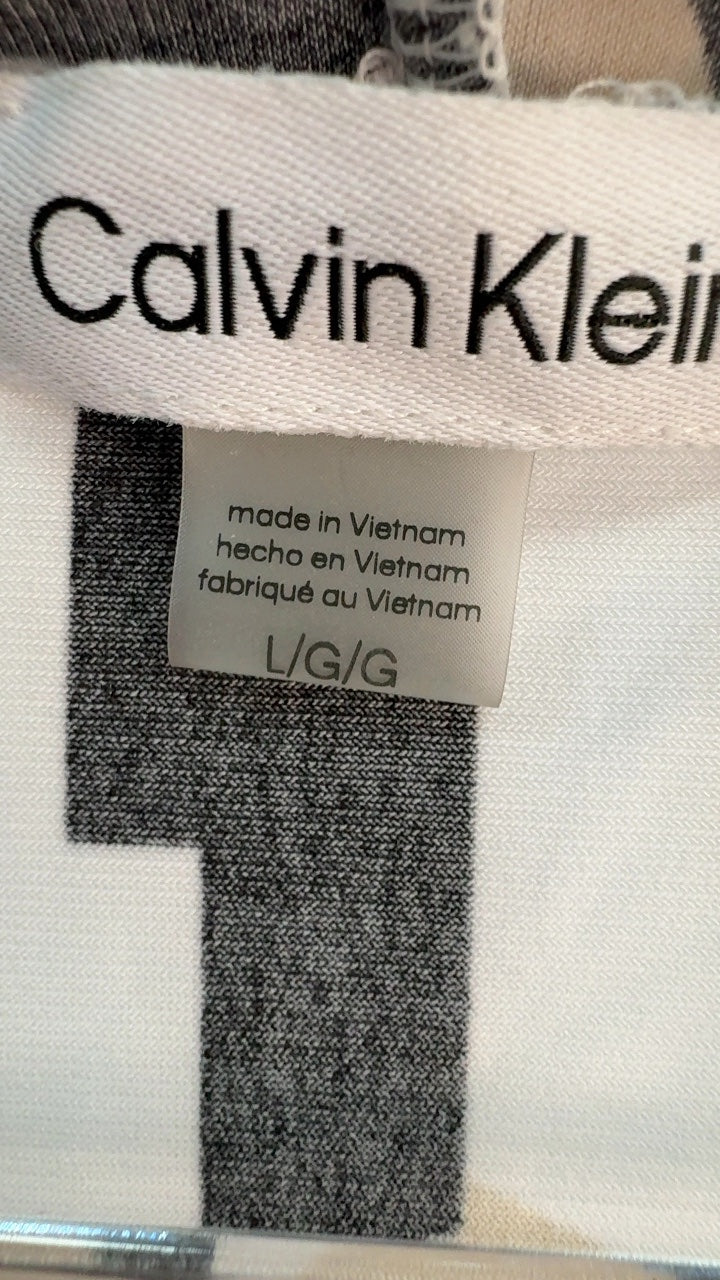 Calvin Klein
made in Vietnam
hecho en Vietnam
fabriqué au Vietnam
L/G/G